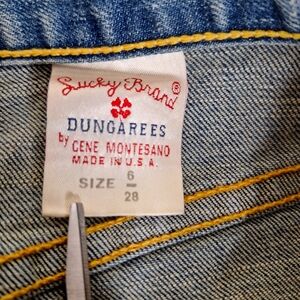 Lucky Brand®
DUNGAREES
by GENE MONTESANO
MADE IN U.S.A.
SIZE 6
28